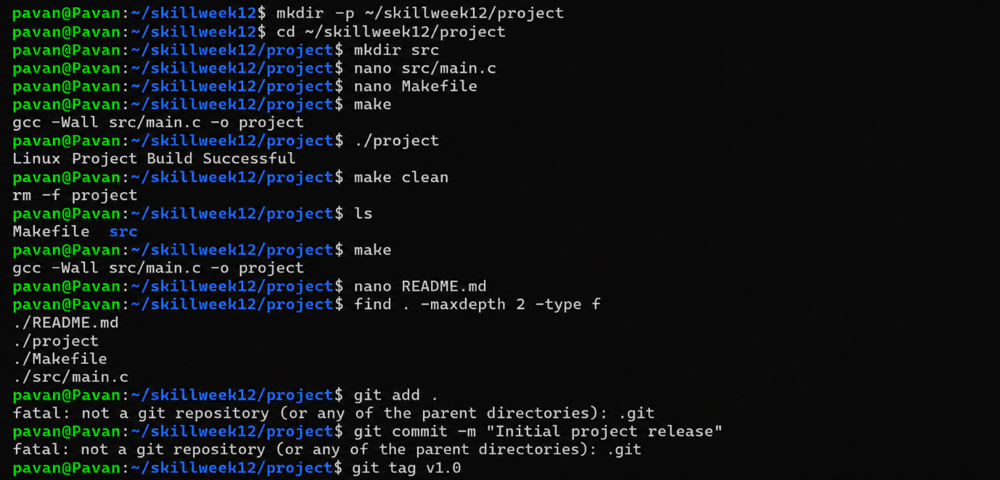 pavan@Pavan:~/skillweek12$ mkdir -p ~/skillweek12/project
pavan@Pavan:~/skillweek12$ cd ~/skillweek12/project
pavan@Pavan:~/skillweek12/project$ mkdir src
pavan@Pavan:~/skillweek12/project$ nano src/main.c
pavan@Pavan:~/skillweek12/project$ nano Makefile
pavan@Pavan:~/skillweek12/project$ make
gcc -Wall src/main.c -o project
pavan@Pavan:~/skillweek12/project$ ./project
Linux Project Build Successful
pavan@Pavan:~/skillweek12/project$ make clean
rm -f project
pavan@Pavan:~/skillweek12/project$ ls
Makefile  src
pavan@Pavan:~/skillweek12/project$ make
gcc -Wall src/main.c -o project
pavan@Pavan:~/skillweek12/project$ nano README.md
pavan@Pavan:~/skillweek12/project$ find . -maxdepth 2 -type f
./README.md
./project
./Makefile
./src/main.c
pavan@Pavan:~/skillweek12/project$ git add .
fatal: not a git repository (or any of the parent directories): .git
pavan@Pavan:~/skillweek12/project$ git commit -m "Initial project release"
fatal: not a git repository (or any of the parent directories): .git
pavan@Pavan:~/skillweek12/project$ git tag v1.0